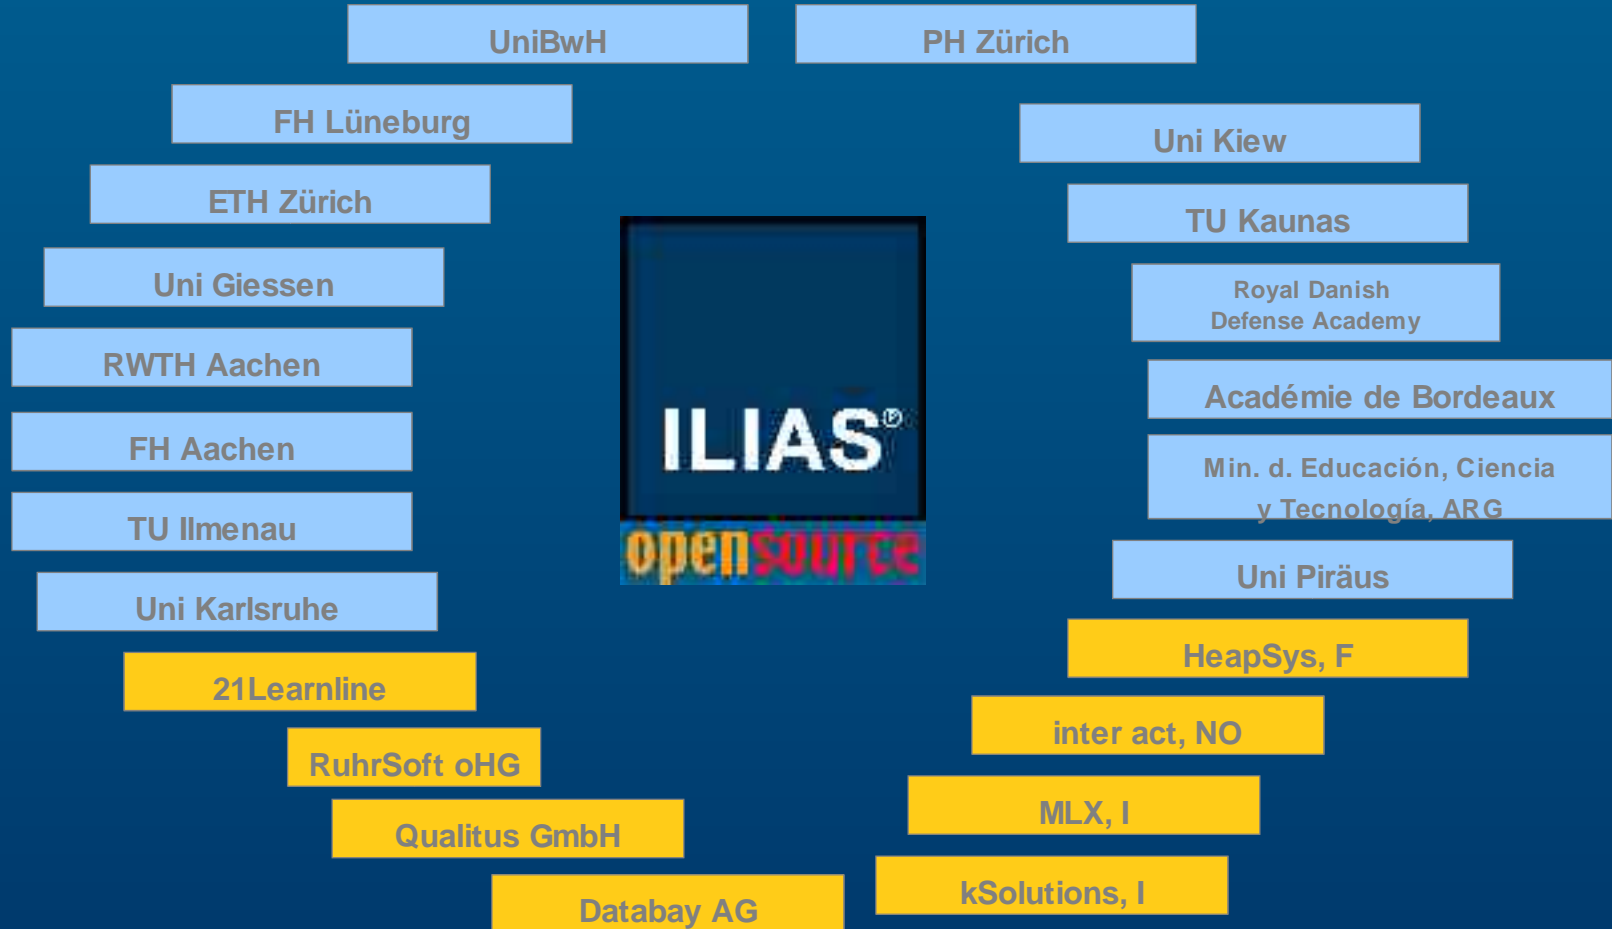 UniBwH
PH Zürich
FH Lüneburg
Uni Kiew
ETH Zürich
TU Kaunas
Uni Giessen
Royal Danish
Defense Academy
RWTH Aachen
Académie de Bordeaux
FH Aachen
Min. d. Educación, Ciencia
y Tecnología, ARG
TU Ilmenau
Uni Piräus
Uni Karlsruhe
HeapSys, F
21Learnline
inter act, NO
RuhrSoft oHG
MLX, I
Qualitus GmbH
kSolutions, I
Databay AG
ILIAS®
opensource